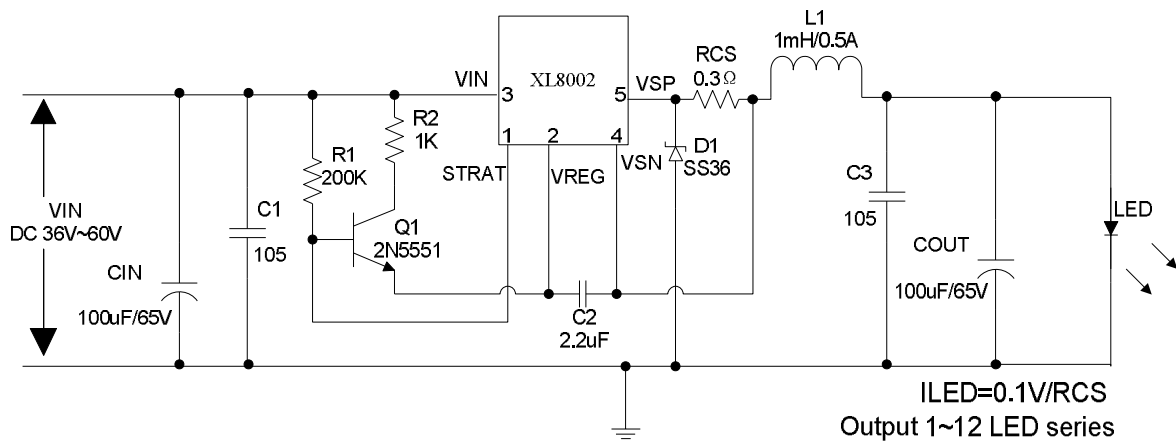 L1
1mH/0.5A
RCS
0.3Ω
VIN
3
XL8002
5
VSP
1
2
4
R2
1K
R1
200K
STRAT
VREG
VSN
D1
SS36
C3
105
LED
VIN
DC 36V~60V
C1
105
Q1
2N5551
CIN
100uF/65V
C2
2.2uF
COUT
100uF/65V
ILED=0.1V/RCS
Output 1~12 LED series